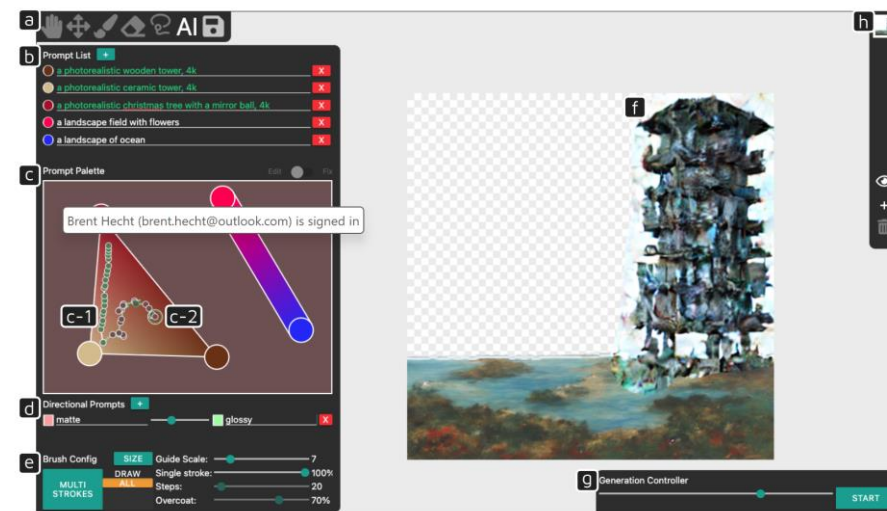 a
AI
h
b
Prompt List +
a photorealistic wooden tower, 4k X
a photorealistic ceramic tower, 4k X
f
a photorealistic christmas tree with a mirror ball, 4k X
a landscape field with flowers X
a landscape of ocean X
c
Prompt Palette Edit Fix
Brent Hecht (brent.hecht@outlook.com) is signed in
+
c-1 c-2
d
Directional Prompts +
matte glossy X
e
Brush Config SIZE Guide Scale: 7
MULTI STROKES
DRAW Single stroke: 100%
ALL Steps: 20
Overcoat: 70%
g
Generation Controller
START